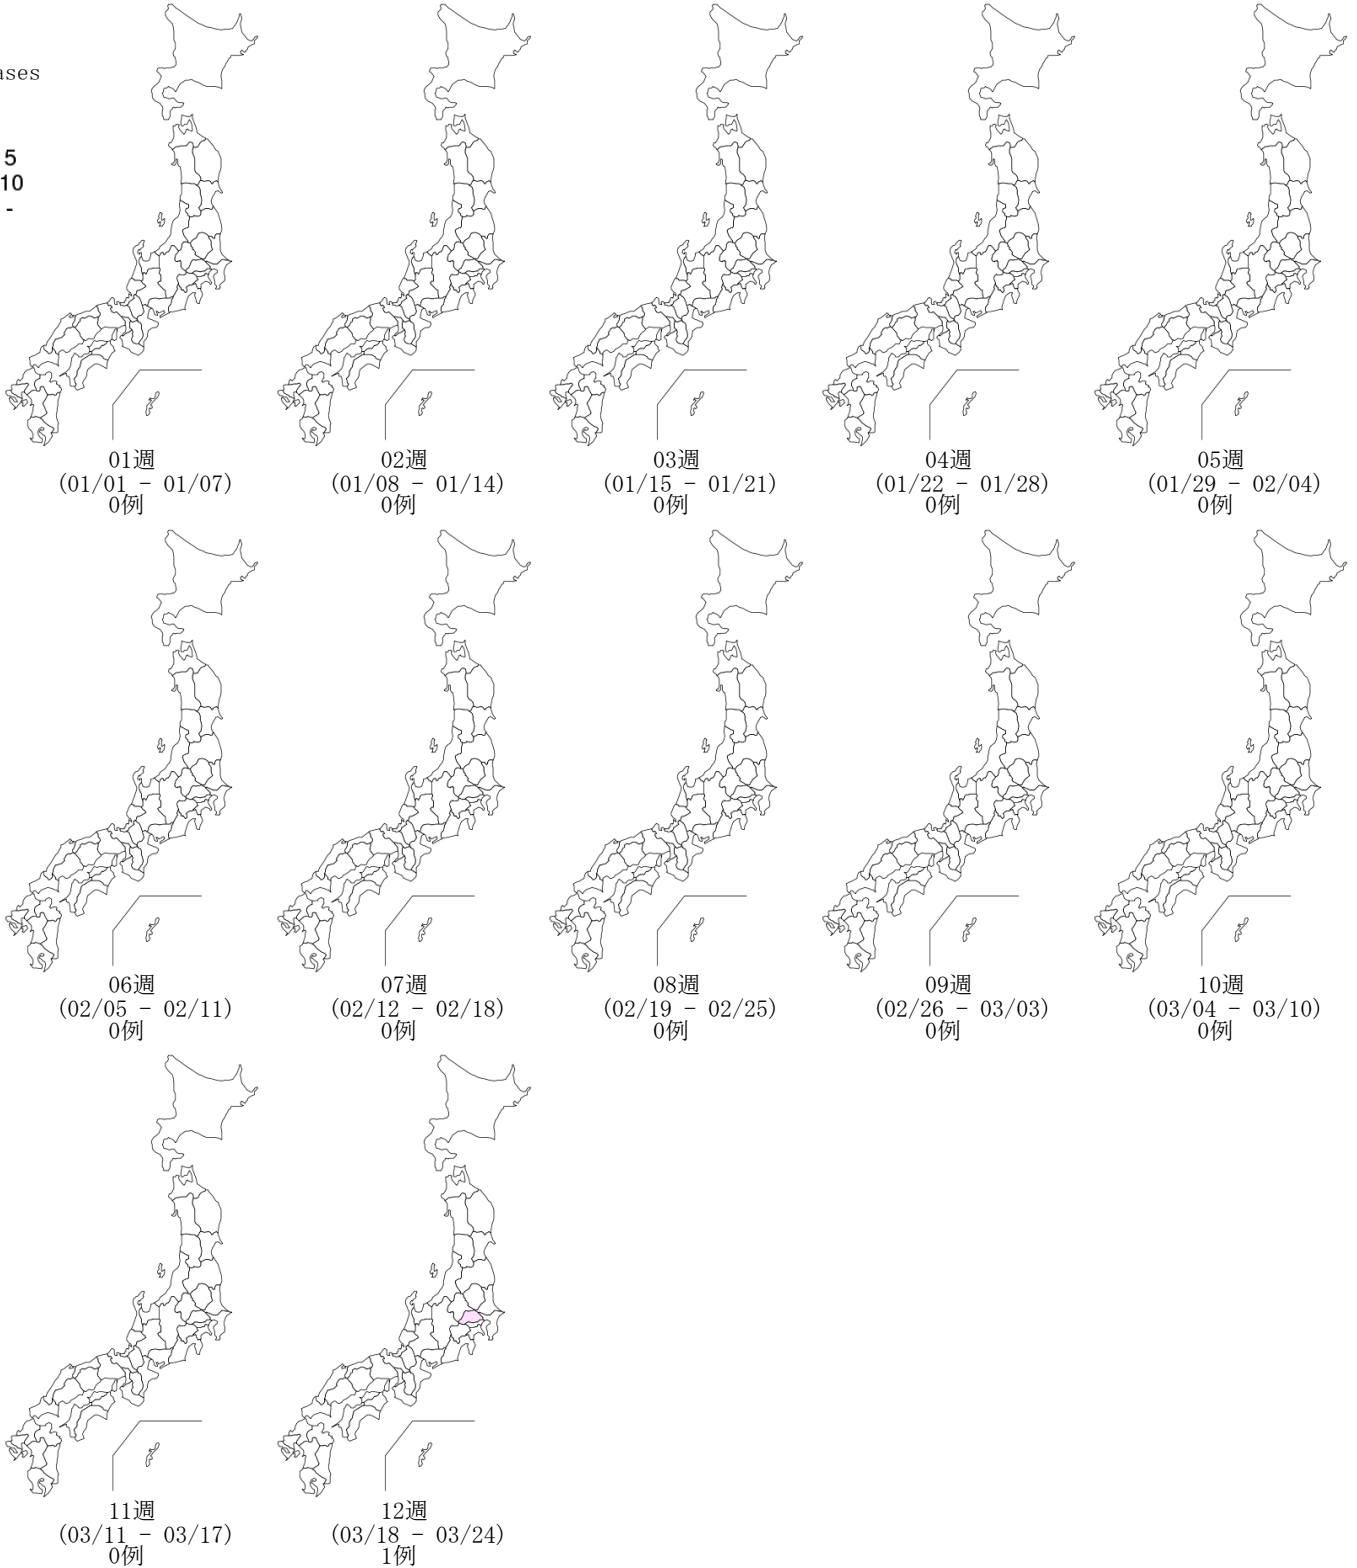 ases
5
10
-
01週
(01/01 - 01/07)
0例
02週
(01/08 - 01/14)
0例
03週
(01/15 - 01/21)
0例
04週
(01/22 - 01/28)
0例
05週
(01/29 - 02/04)
0例
06週
(02/05 - 02/11)
0例
07週
(02/12 - 02/18)
0例
08週
(02/19 - 02/25)
0例
09週
(02/26 - 03/03)
0例
10週
(03/04 - 03/10)
0例
11週
(03/11 - 03/17)
0例
12週
(03/18 - 03/24)
1例